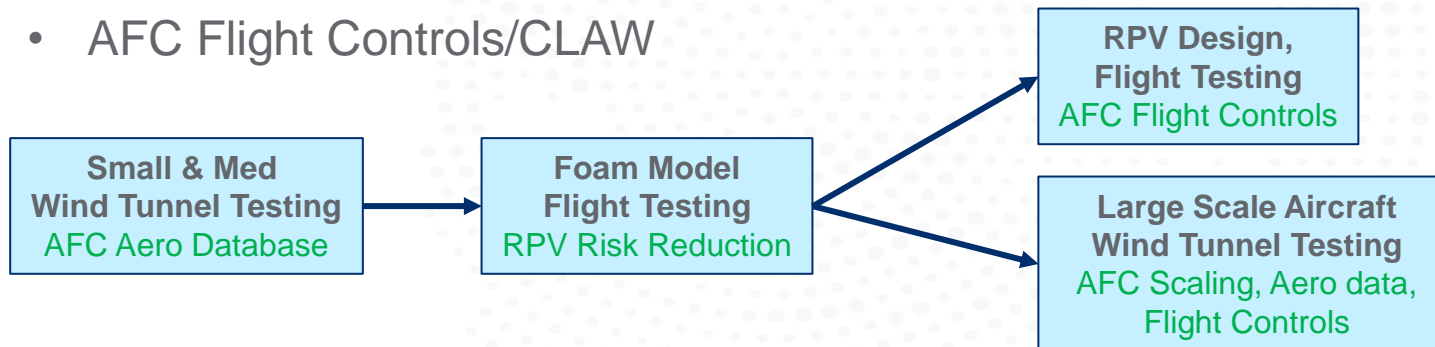 • AFC Flight Controls/CLAW
Small & Med
Wind Tunnel Testing
AFC Aero Database
Foam Model
Flight Testing
RPV Risk Reduction
RPV Design,
Flight Testing
AFC Flight Controls
Large Scale Aircraft
Wind Tunnel Testing
AFC Scaling, Aero data,
Flight Controls